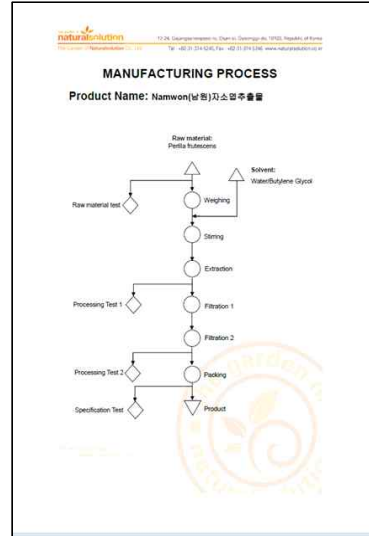 naturalsolution
MANUFACTURING PROCESS
Product Name: Namwon(남원)자소엽추출물
Raw material:
Perilla frutescens
Solvent:
Water/Butylene Glycol
Weighing
Raw material test
Stirring
Extraction
Processing Test 1
Filtration 1
Filtration 2
Processing Test 2
Packing
Specification Test
Product